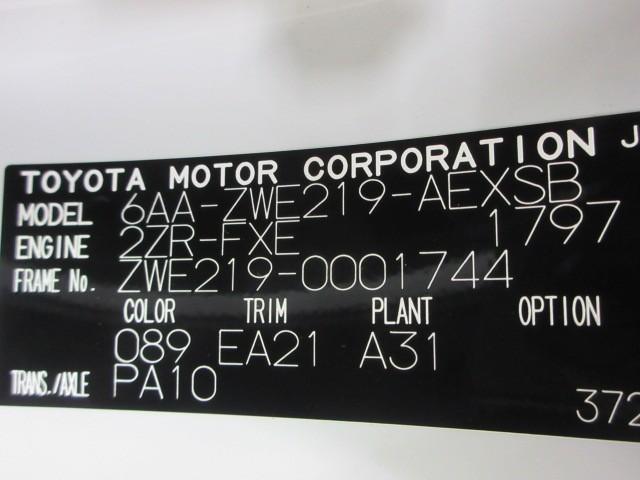 TOYOTA MOTOR CORPORATION J
MODEL 6AA-ZWE219-AEXSB
ENGINE 2ZR-FXE 1797
FRAME No. ZWE219-0001744
COLOR TRIM PLANT OPTION
089 EA21 A31
TRANS./AXLE PA10
372